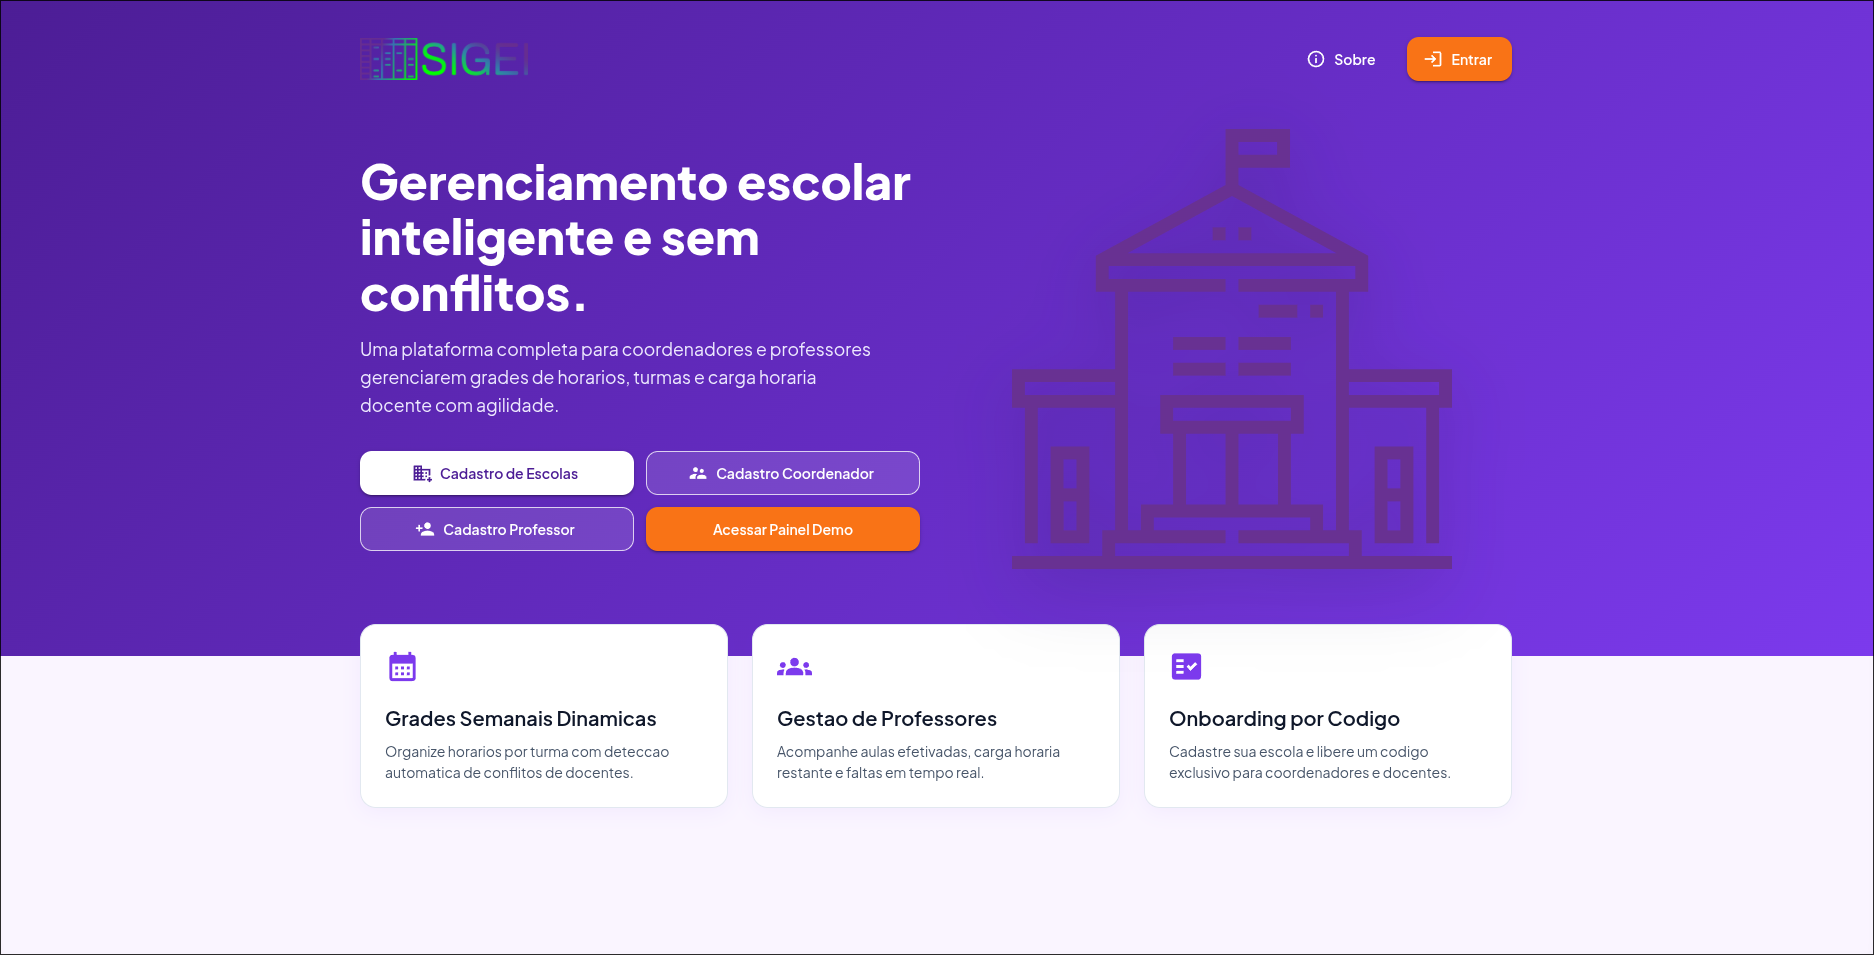 SIGEI
Sobre
Entrar
Gerenciamento escolar
inteligente e sem
conflitos.
Uma plataforma completa para coordenadores e professores
gerenciarem grades de horarios, turmas e carga horaria
docente com agilidade.
Cadastro de Escolas
Cadastro Coordenador
Cadastro Professor
Acessar Painel Demo
Grades Semanais Dinamicas
Organize horarios por turma com deteccao
automatica de conflitos de docentes.
Gestao de Professores
Acompanhe aulas efetivadas, carga horaria
restante e faltas em tempo real.
Onboarding por Codigo
Cadastre sua escola e libere um codigo
exclusivo para coordenadores e docentes.